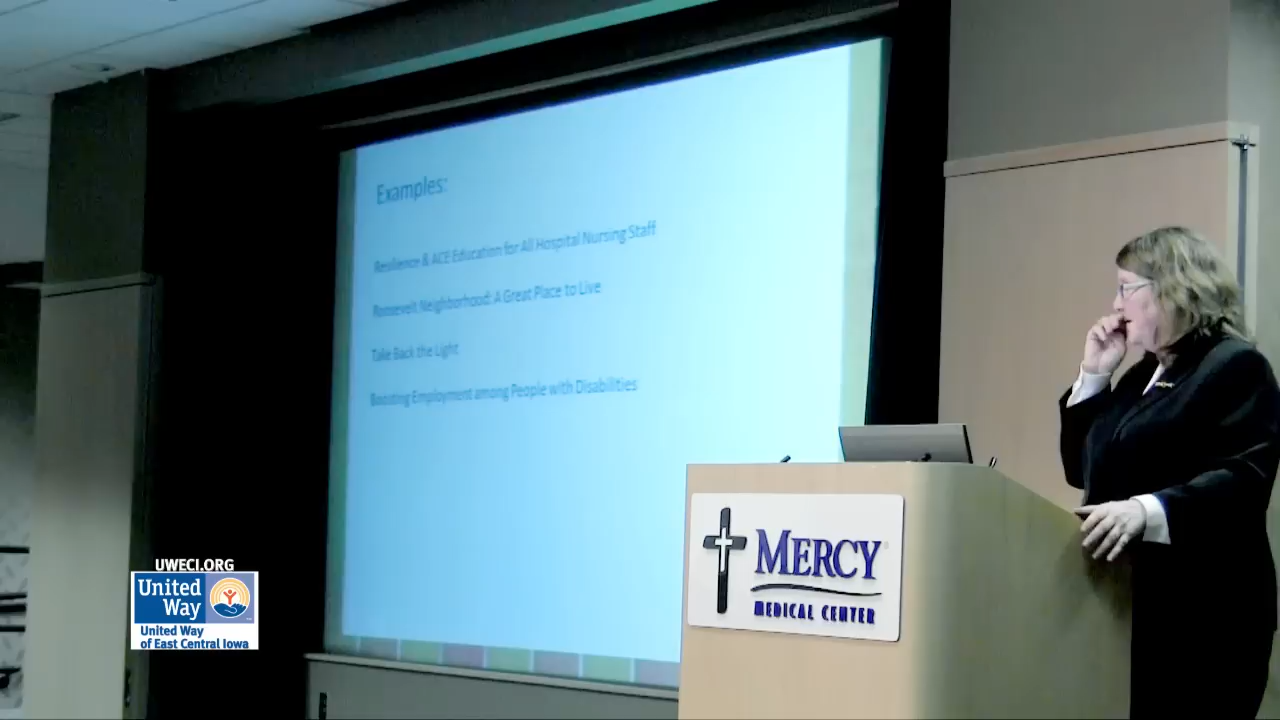 Examples:
Resilience & ACE Education for All Hospital Nursing Staff
Roosevelt Neighborhood: A Great Place to Live
Take Back the Light
Boosting Employment among People with Disabilities
MERCY
MEDICAL CENTER
UWECI.ORG
United
Way
United Way
of East Central Iowa